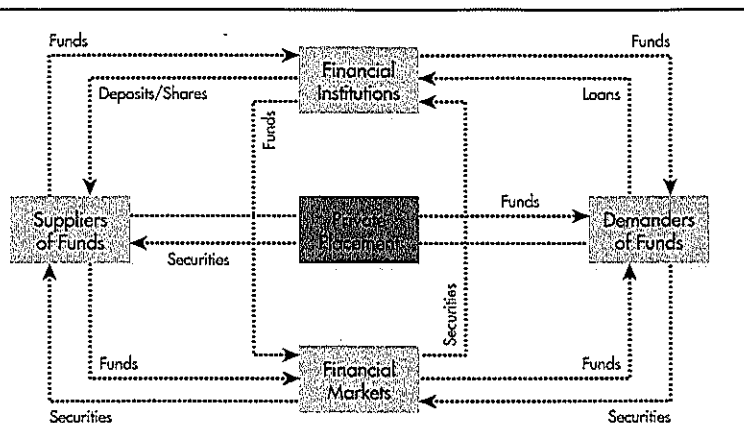 Funds
Funds
Financial
Institutions
Deposits/Shares
Loans
Funds
Suppliers
of Funds
Private
Placement
Funds
Demanders
of Funds
Securities
Securities
Funds
Financial
Markets
Funds
Securities
Securities